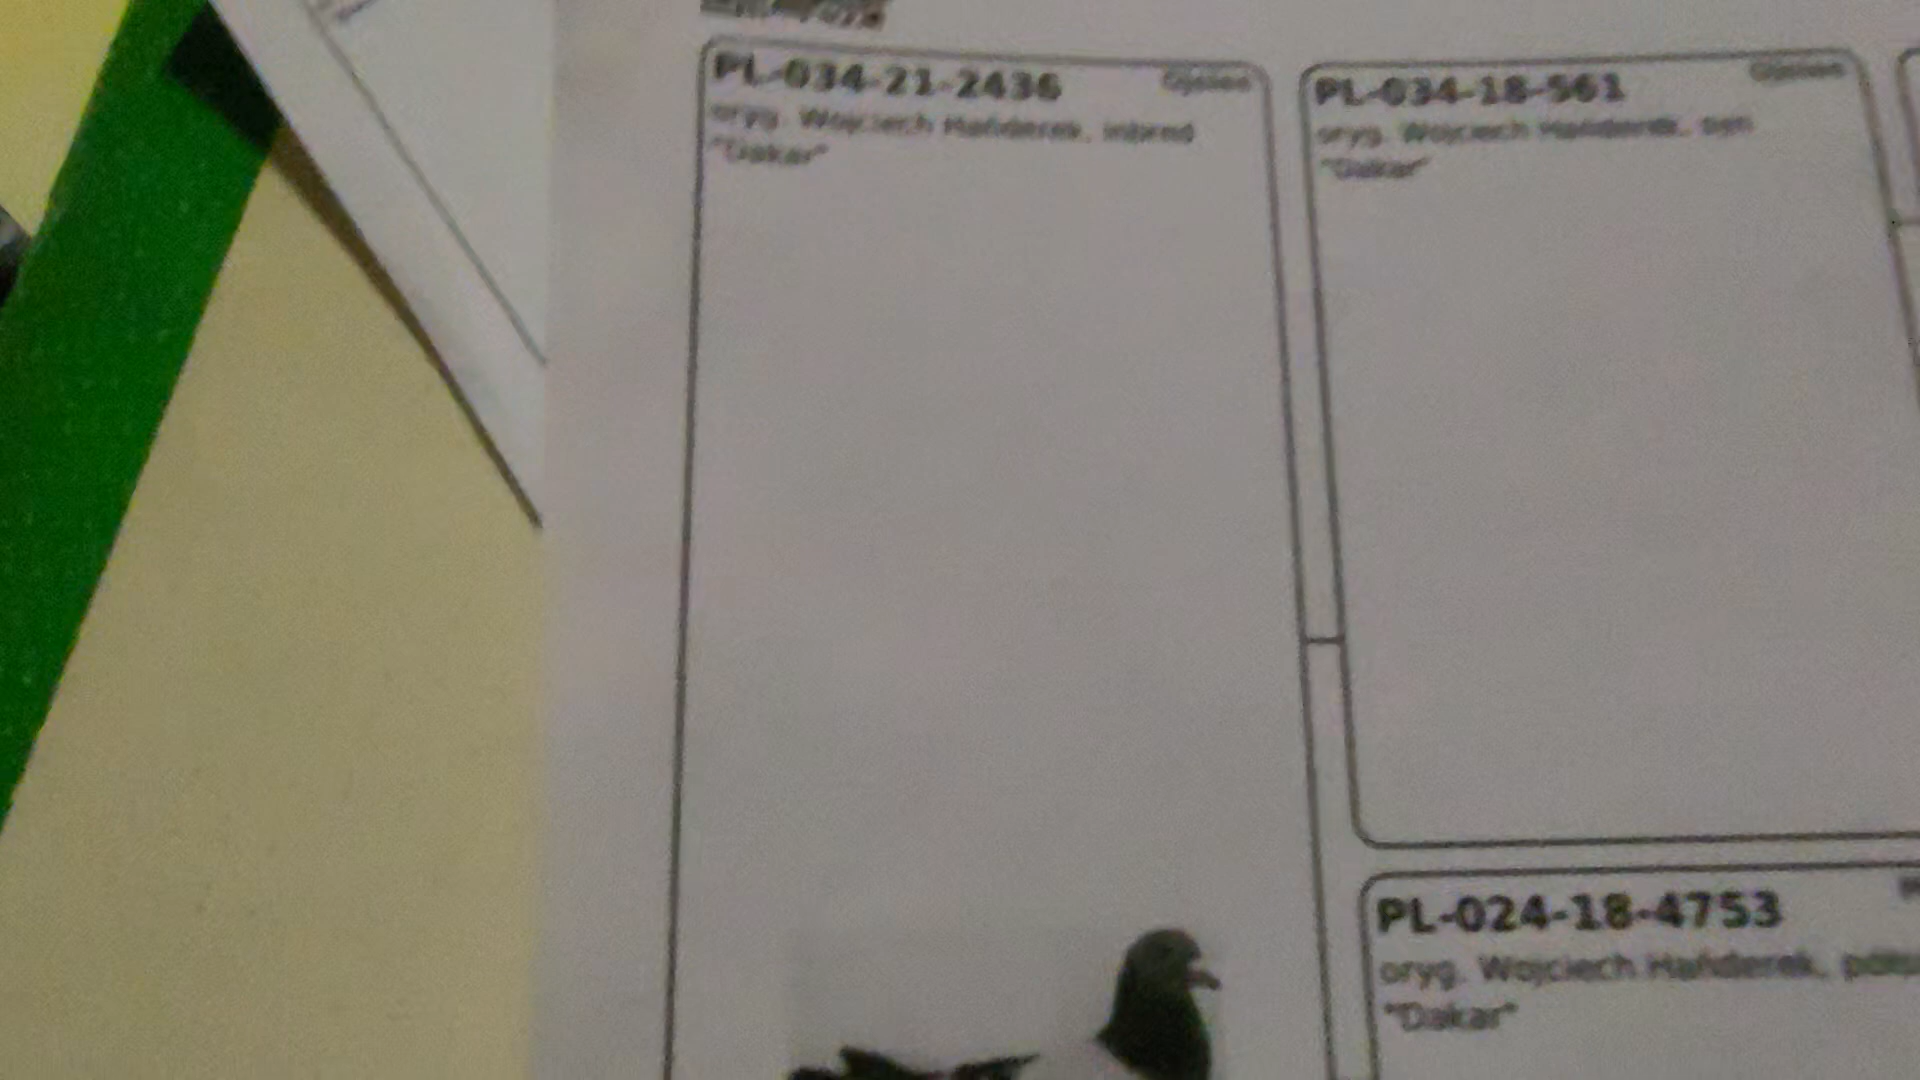 PL-034-21-2436
oryg. Wojciech Hańderek, inbred
"Dakar"
PL-034-18-561
oryg. Wojciech Hańderek, syn
"Dakar"
PL-024-18-4753
oryg. Wojciech Hańderek,
"Dakar"